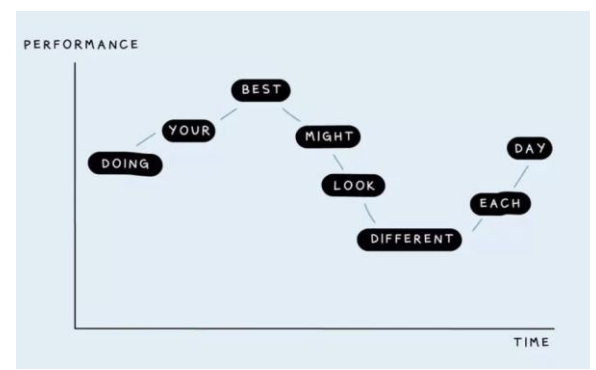 PERFORMANCE
DOING
YOUR
BEST
MIGHT
LOOK
DIFFERENT
EACH
DAY
TIME